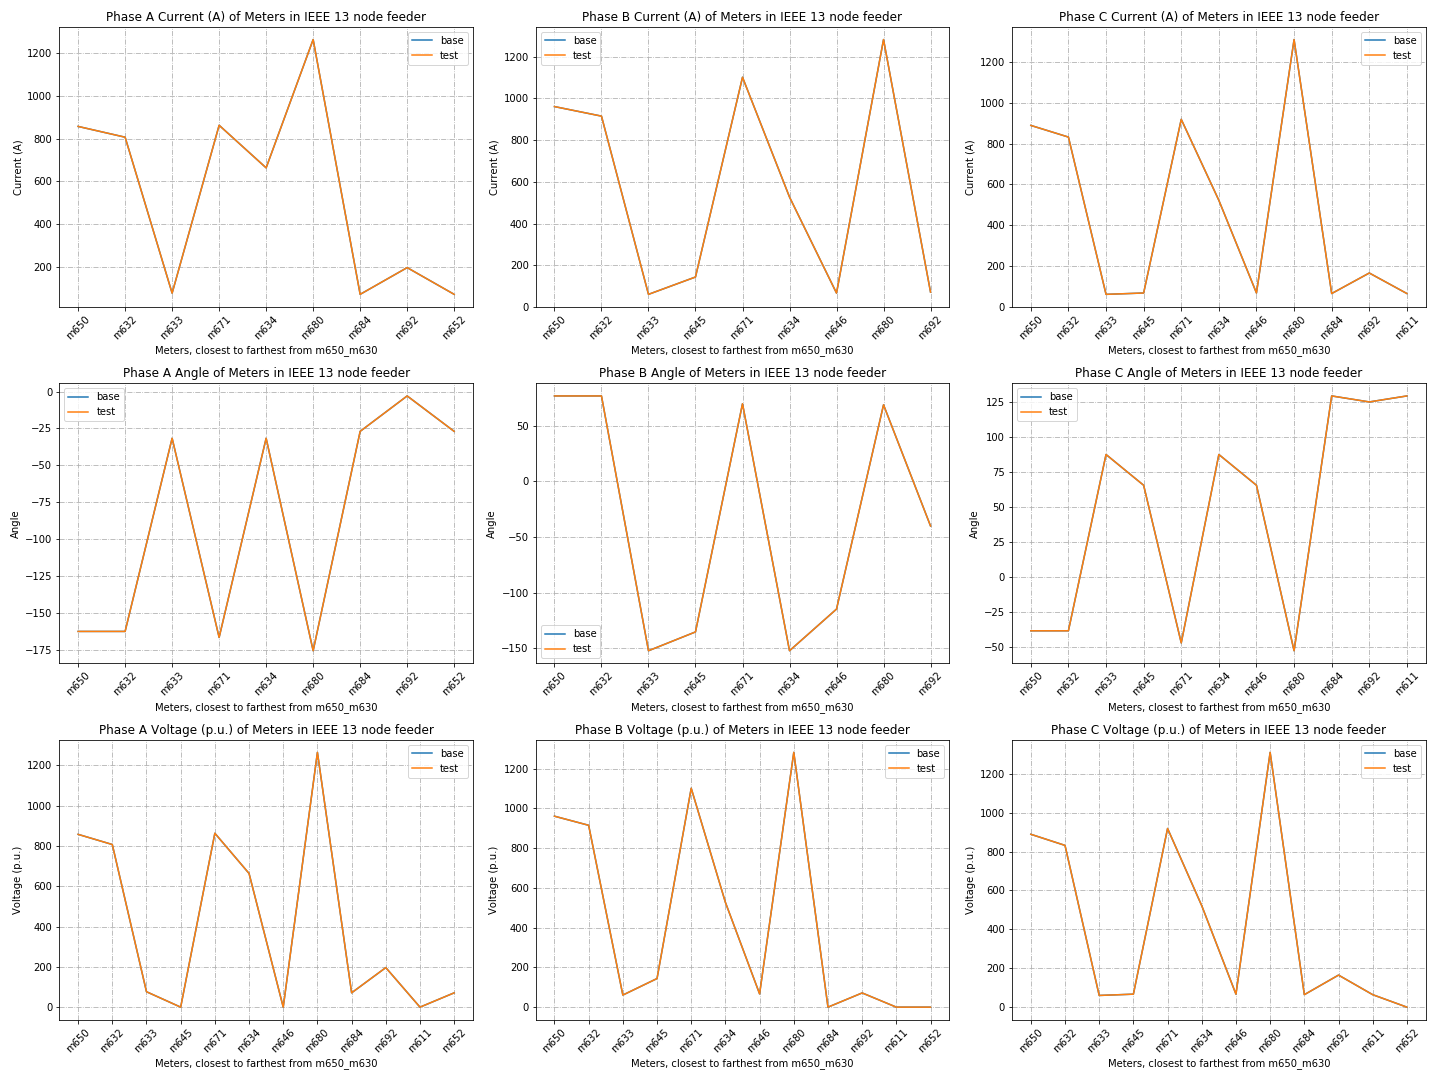 Phase A Current (A) of Meters in IEEE 13 node feeder
Current (A)
1200
1000
800
600
400
200
base
test
m650
m632
m633
m671
m634
m680
m684
m692
m652
Meters, closest to farthest from m650_m630
Phase B Current (A) of Meters in IEEE 13 node feeder
Current (A)
1200
1000
800
600
400
200
0
base
test
m650
m632
m633
m645
m671
m634
m646
m680
m692
Meters, closest to farthest from m650_m630
Phase C Current (A) of Meters in IEEE 13 node feeder
Current (A)
1200
1000
800
600
400
200
0
base
test
m650
m632
m633
m645
m671
m634
m646
m680
m684
m692
m611
Meters, closest to farthest from m650_m630
Phase A Angle of Meters in IEEE 13 node feeder
Angle
0
−25
−50
−75
−100
−125
−150
−175
base
test
m650
m632
m633
m671
m634
m680
m684
m692
m652
Meters, closest to farthest from m650_m630
Phase B Angle of Meters in IEEE 13 node feeder
Angle
50
0
−50
−100
−150
base
test
m650
m632
m633
m645
m671
m634
m646
m680
m692
Meters, closest to farthest from m650_m630
Phase C Angle of Meters in IEEE 13 node feeder
Angle
125
100
75
50
25
0
−25
−50
base
test
m650
m632
m633
m645
m671
m634
m646
m680
m684
m692
m611
Meters, closest to farthest from m650_m630
Phase A Voltage (p.u.) of Meters in IEEE 13 node feeder
Voltage (p.u.)
1200
1000
800
600
400
200
0
base
test
m650
m632
m633
m645
m671
m634
m646
m680
m684
m692
m611
m652
Meters, closest to farthest from m650_m630
Phase B Voltage (p.u.) of Meters in IEEE 13 node feeder
Voltage (p.u.)
1200
1000
800
600
400
200
0
base
test
m650
m632
m633
m645
m671
m634
m646
m680
m684
m692
m611
m652
Meters, closest to farthest from m650_m630
Phase C Voltage (p.u.) of Meters in IEEE 13 node feeder
Voltage (p.u.)
1200
1000
800
600
400
200
0
base
test
m650
m632
m633
m645
m671
m634
m646
m680
m684
m692
m611
m652
Meters, closest to farthest from m650_m630